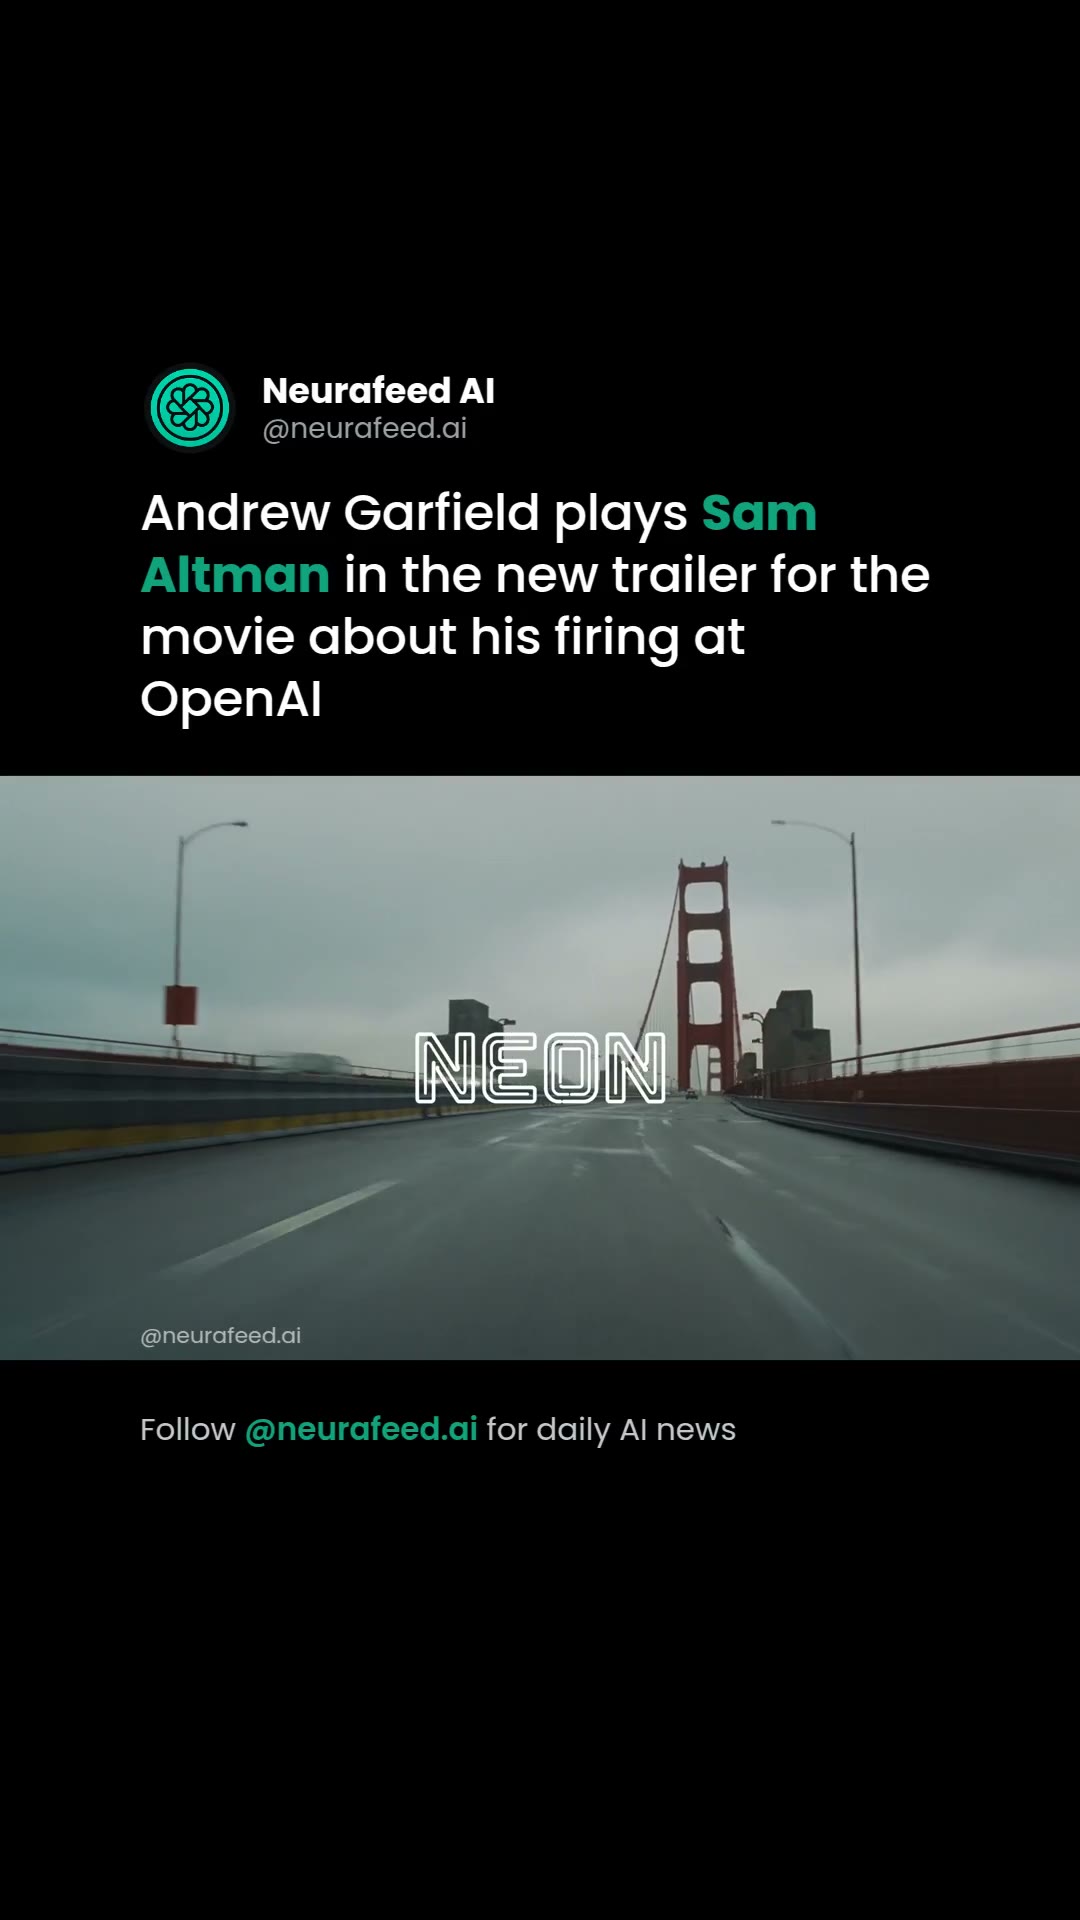 Neurafeed AI
@neurafeed.ai
Andrew Garfield plays Sam
Altman in the new trailer for the
movie about his firing at
OpenAI
NEON
@neurafeed.ai
Follow @neurafeed.ai for daily AI news